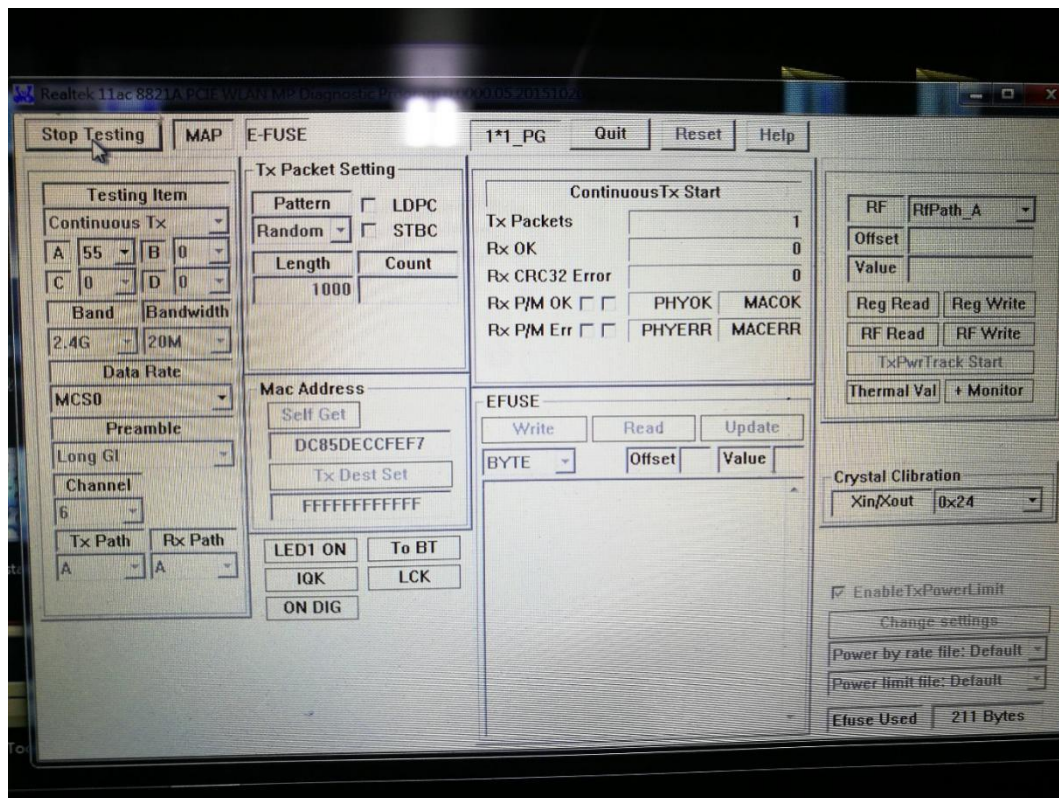 Realtek 11ac 8821A PCIE WLAN MP Diagnostic
Stop Testing MAP E-FUSE 1*1_PG Quit Reset Help
Testing Item
Continuous Tx
A 55 B 0
C 0 D 0
Band Bandwidth
2.4G 20M
Data Rate
MCS0
Preamble
Long GI
Channel
6
Tx Path Rx Path
A A
Tx Packet Setting
Pattern LDPC
Random STBC
Length Count
1000
Mac Address
Self Get
DC85DECCFEF7
Tx Dest Set
FFFFFFFFFFFF
LED1 ON To BT
IQK LCK
ON DIG
ContinuousTx Start
Tx Packets 1
Rx OK 0
Rx CRC32 Error 0
Rx P/M OK PHYOK MACOK
Rx P/M Err PHYERR MACERR
EFUSE
Write Read Update
BYTE Offset Value
RF RfPath_A
Offset
Value
Reg Read Reg Write
RF Read RF Write
TxPwrTrack Start
Thermal Val + Monitor
Crystal Clibration
Xin/Xout 0x24
EnableTxPowerLimit
Change settings
Power by rate file: Default
Power limit file: Default
Efuse Used 211 Bytes